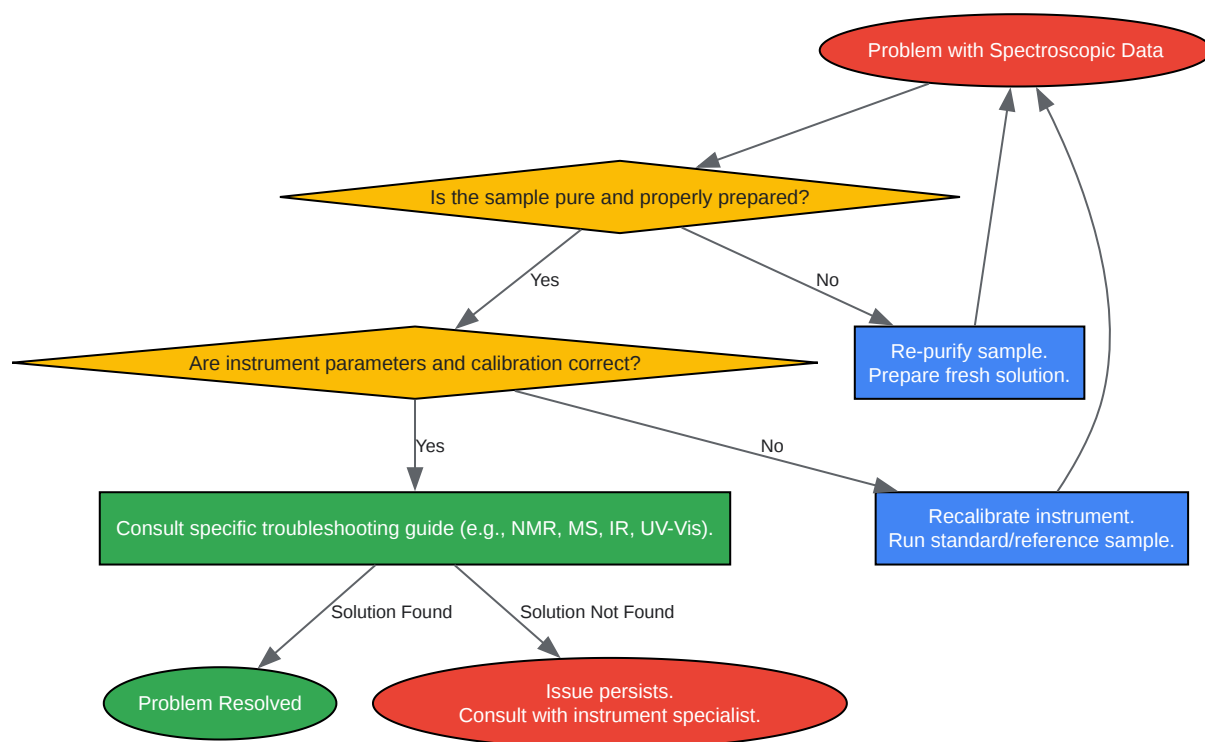 Problem with Spectroscopic Data
Is the sample pure and properly prepared?
Yes
No
Re-purify sample.
Prepare fresh solution.
Are instrument parameters and calibration correct?
Yes
No
Consult specific troubleshooting guide (e.g., NMR, MS, IR, UV-Vis).
Recalibrate instrument.
Run standard/reference sample.
Solution Found
Solution Not Found
Problem Resolved
Issue persists.
Consult with instrument specialist.